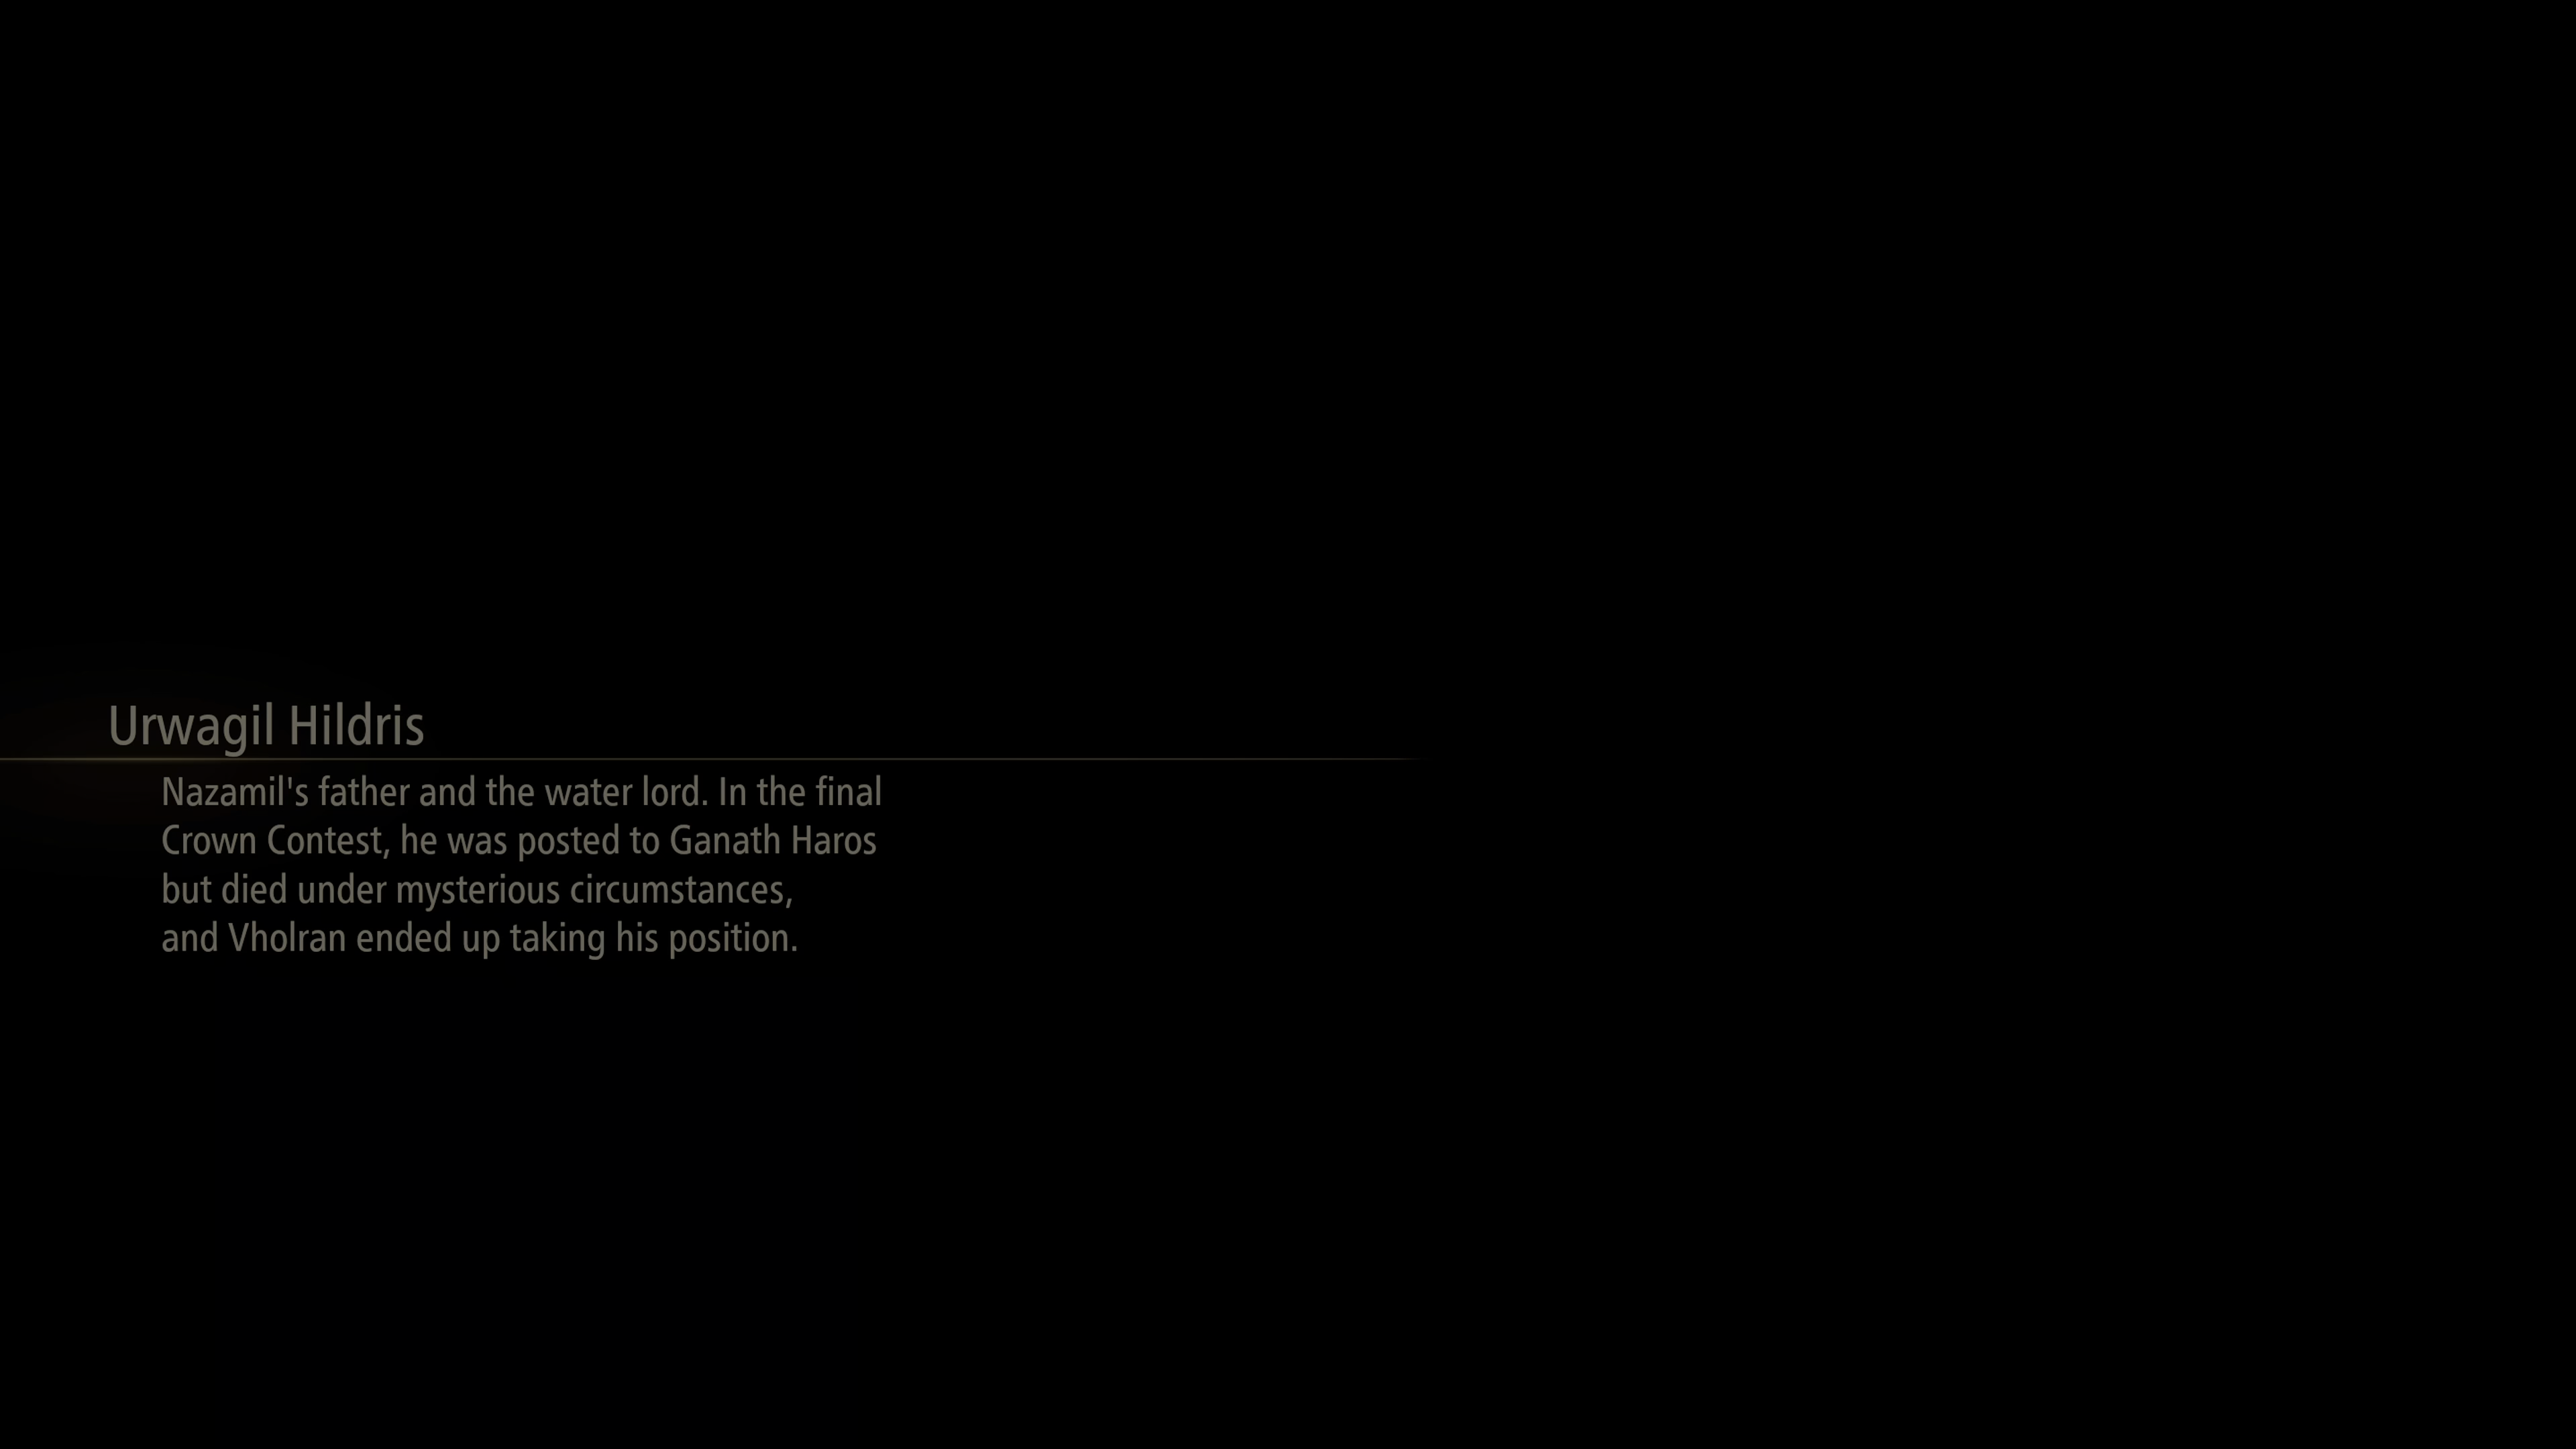 Urwagil Hildris
Nazamil's father and the water lord. In the final
Crown Contest, he was posted to Ganath Haros
but died under mysterious circumstances,
and Vholran ended up taking his position.